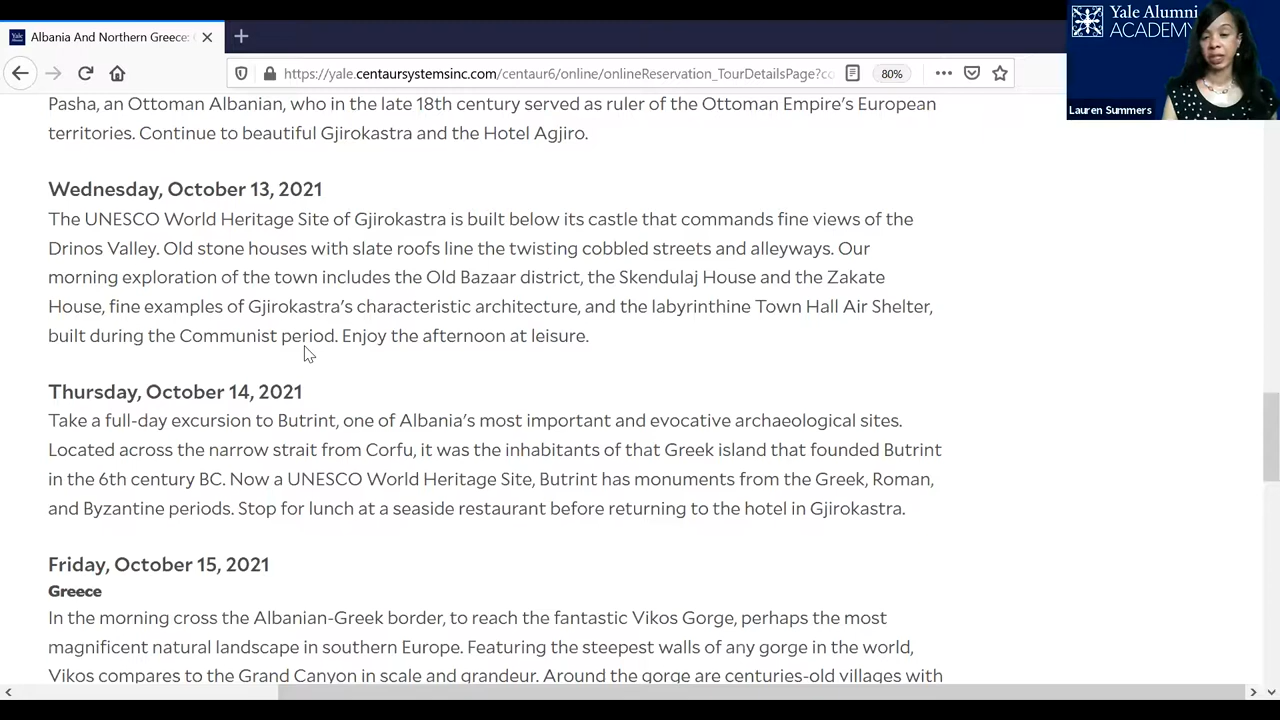 Albania And Northern Greece:
https://yale.centaursystemsinc.com/centaur6/online/onlineReservation_TourDetailsPage?co
80%
Yale Alumni
ACADEMY
Lauren Summers
Pasha, an Ottoman Albanian, who in the late 18th century served as ruler of the Ottoman Empire's European
territories. Continue to beautiful Gjirokastra and the Hotel Agjiro.
Wednesday, October 13, 2021
The UNESCO World Heritage Site of Gjirokastra is built below its castle that commands fine views of the
Drinos Valley. Old stone houses with slate roofs line the twisting cobbled streets and alleyways. Our
morning exploration of the town includes the Old Bazaar district, the Skendulaj House and the Zakate
House, fine examples of Gjirokastra's characteristic architecture, and the labyrinthine Town Hall Air Shelter,
built during the Communist period. Enjoy the afternoon at leisure.
Thursday, October 14, 2021
Take a full-day excursion to Butrint, one of Albania's most important and evocative archaeological sites.
Located across the narrow strait from Corfu, it was the inhabitants of that Greek island that founded Butrint
in the 6th century BC. Now a UNESCO World Heritage Site, Butrint has monuments from the Greek, Roman,
and Byzantine periods. Stop for lunch at a seaside restaurant before returning to the hotel in Gjirokastra.
Friday, October 15, 2021
Greece
In the morning cross the Albanian-Greek border, to reach the fantastic Vikos Gorge, perhaps the most
magnificent natural landscape in southern Europe. Featuring the steepest walls of any gorge in the world,
Vikos compares to the Grand Canyon in scale and grandeur. Around the gorge are centuries-old villages with